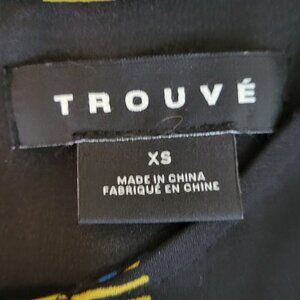 TROUVÉ
XS
MADE IN CHINA
FABRIQUÉ EN CHINE